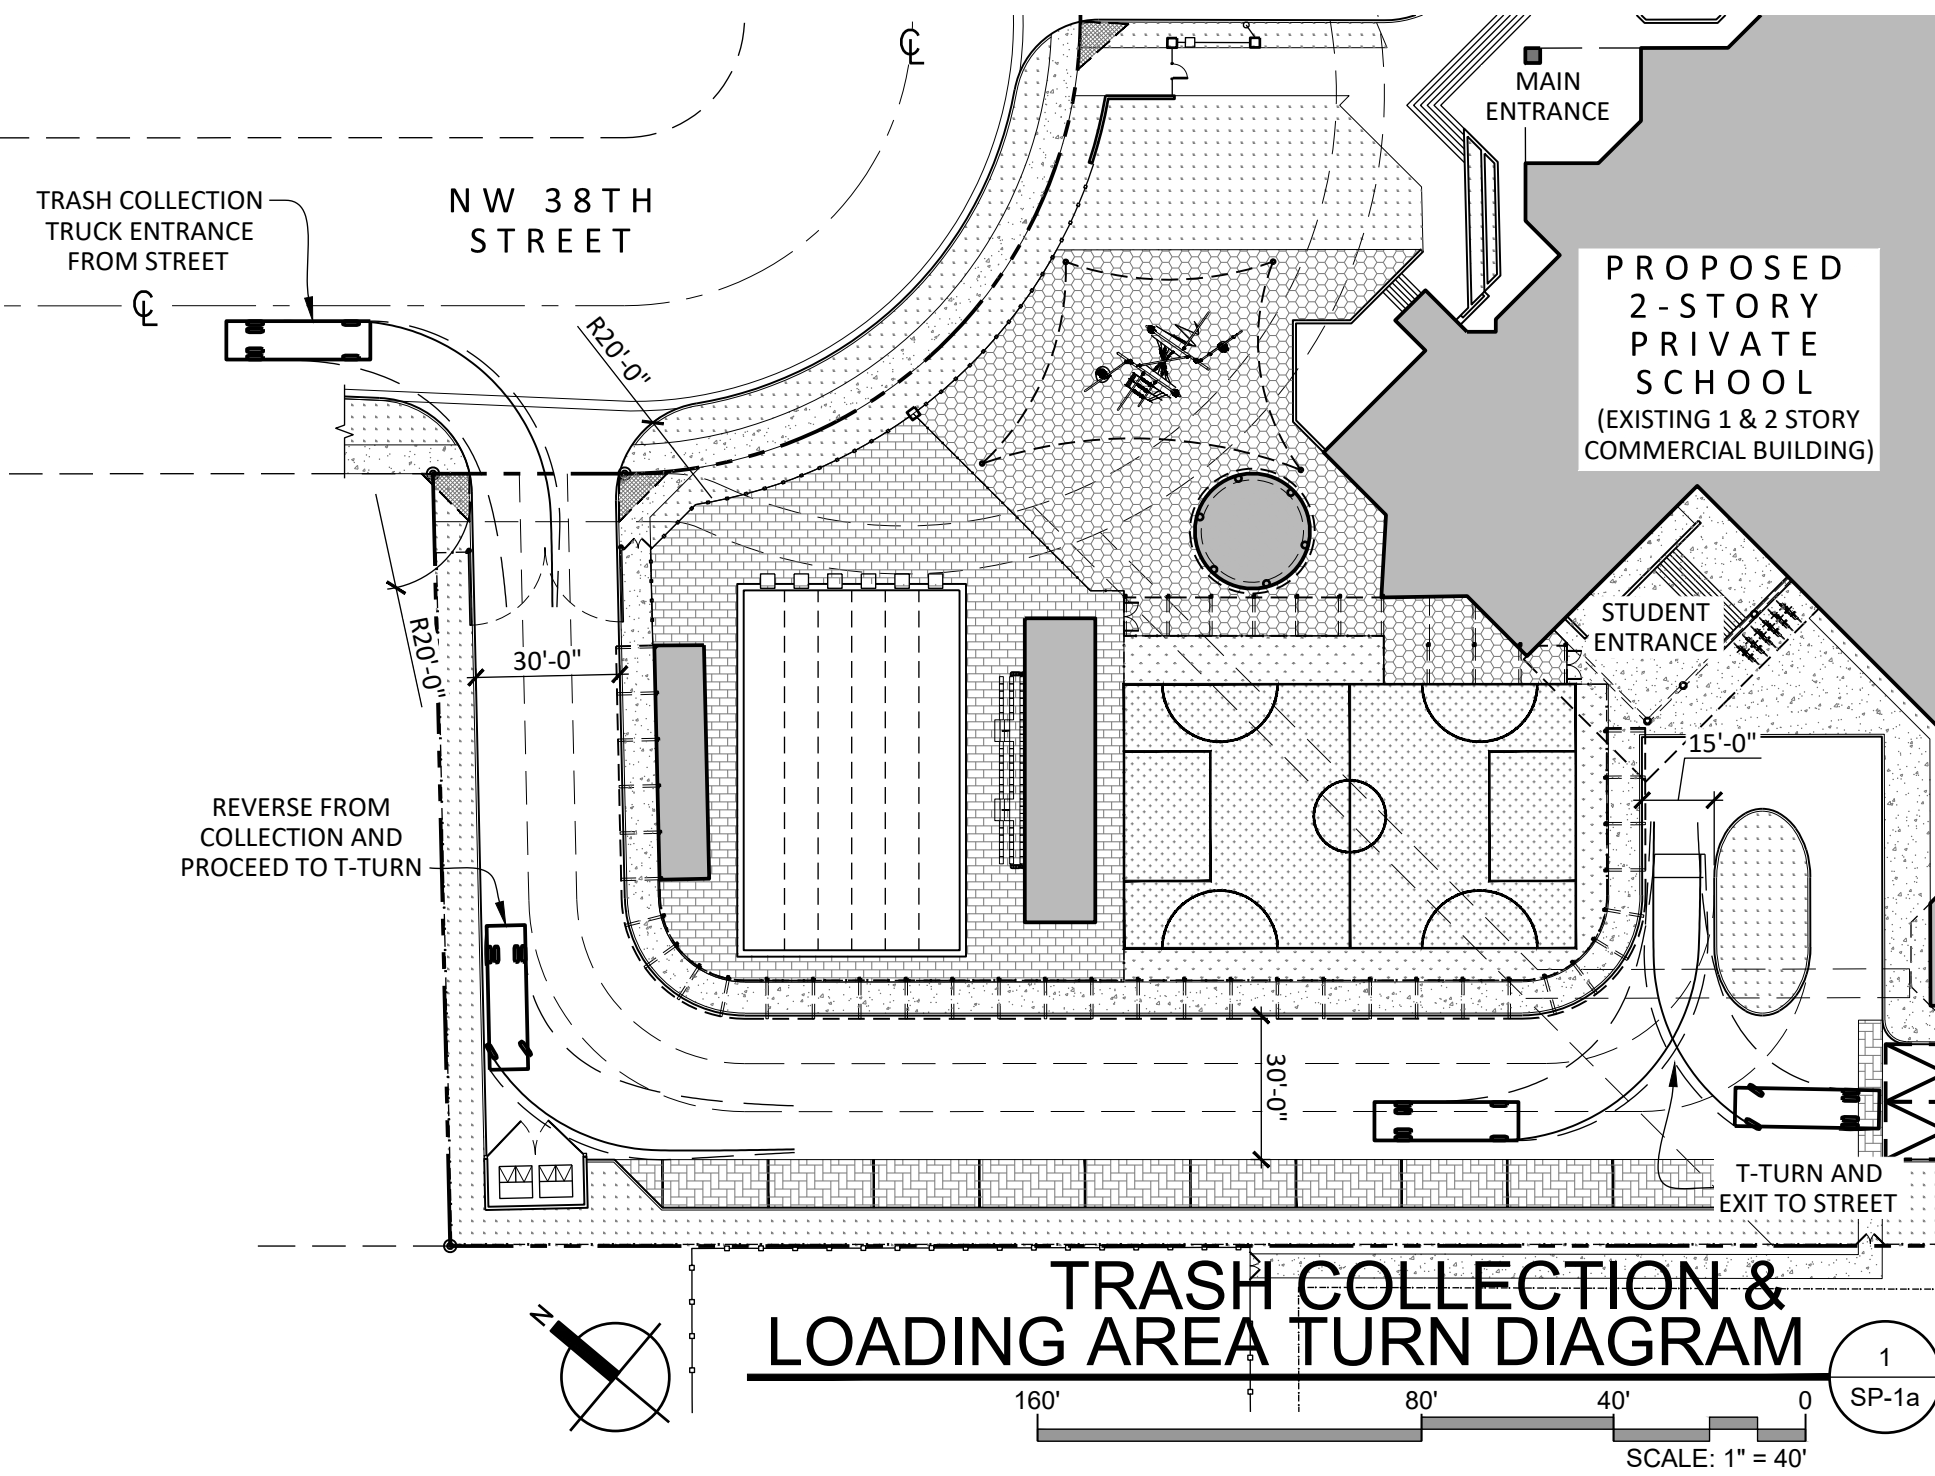 MAIN
ENTRANCE
TRASH COLLECTION
TRUCK ENTRANCE
FROM STREET
NW 38TH
STREET
PROPOSED
2-STORY
PRIVATE
SCHOOL
(EXISTING 1 & 2 STORY
COMMERCIAL BUILDING)
R20'-0"
R20'-0"
30'-0"
STUDENT
ENTRANCE
15'-0"
REVERSE FROM
COLLECTION AND
PROCEED TO T-TURN
30'-0"
T-TURN AND
EXIT TO STREET
N
TRASH COLLECTION &
LOADING AREA TURN DIAGRAM
1
SP-1a
160' 80' 40' 0
SCALE: 1" = 40'